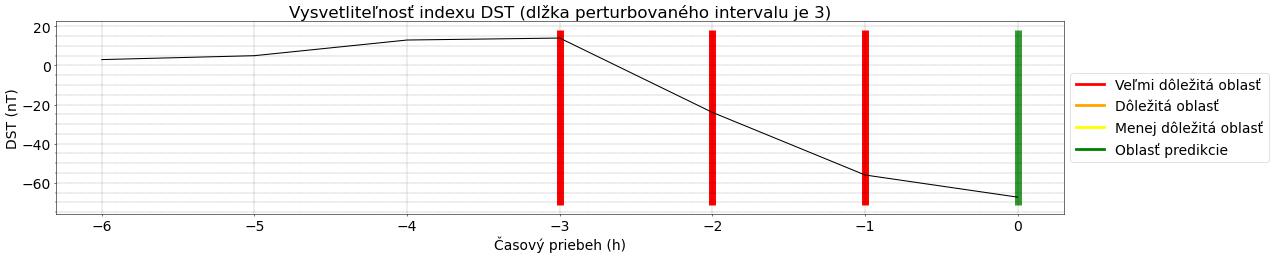 Vysvetliteľnosť indexu DST (dĺžka perturbovaného intervalu je 3)
20
0
−20
−40
−60
DST (nT)
−6 −5 −4 −3 −2 −1 0
Časový priebeh (h)
Veľmi dôležitá oblasť
Dôležitá oblasť
Menej dôležitá oblasť
Oblasť predikcie